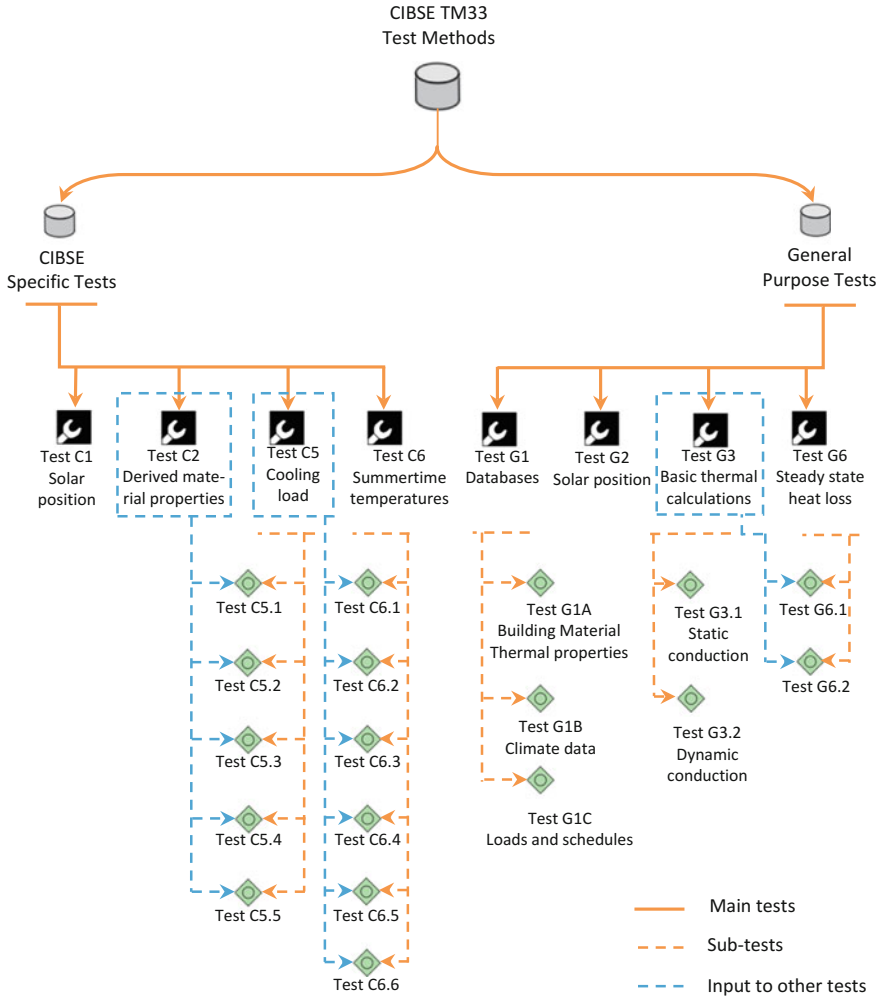 CIBSE TM33
Test Methods
CIBSE
Specific Tests
General
Purpose Tests
Test C1
Solar
position
Test C2
Derived mate-
rial properties
Test C5
Cooling
load
Test C6
Summertime
temperatures
Test G1
Databases
Test G2
Solar position
Test G3
Basic thermal
calculations
Test G6
Steady state
heat loss
Test C5.1
Test C5.2
Test C5.3
Test C5.4
Test C5.5
Test C6.1
Test C6.2
Test C6.3
Test C6.4
Test C6.5
Test C6.6
Test G1A
Building Material
Thermal properties
Test G1B
Climate data
Test G1C
Loads and schedules
Test G3.1
Static
conduction
Test G3.2
Dynamic
conduction
Test G6.1
Test G6.2
Main tests
Sub-tests
Input to other tests